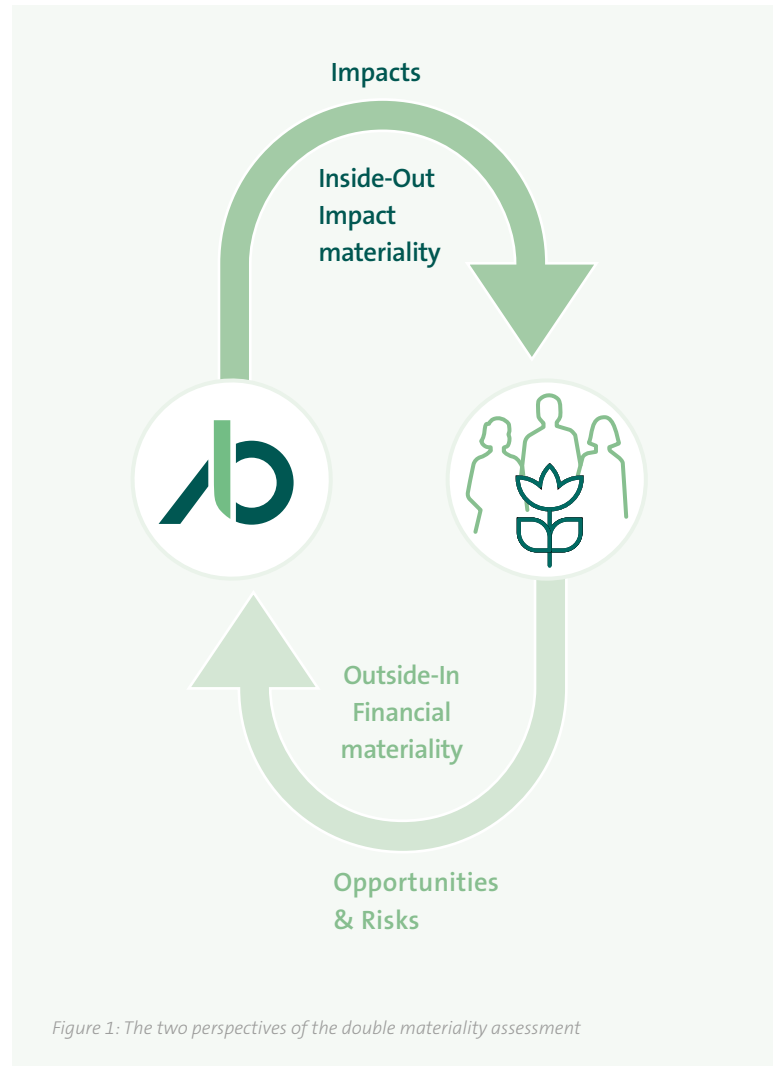 Impacts
Inside-Out
Impact
materiality
Outside-In
Financial
materiality
Opportunities
& Risks
Figure 1: The two perspectives of the double materiality assessment